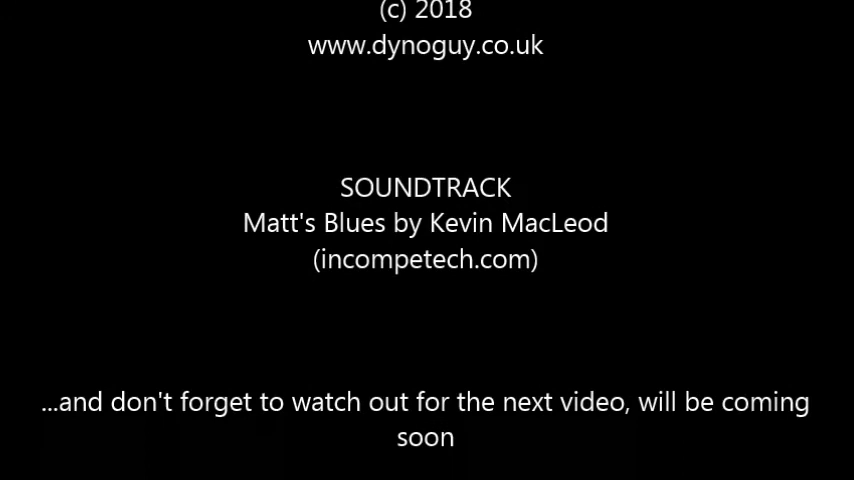 (c) 2018
www.dynoguy.co.uk
SOUNDTRACK
Matt's Blues by Kevin MacLeod
(incompetech.com)
...and don't forget to watch out for the next video, will be coming
soon